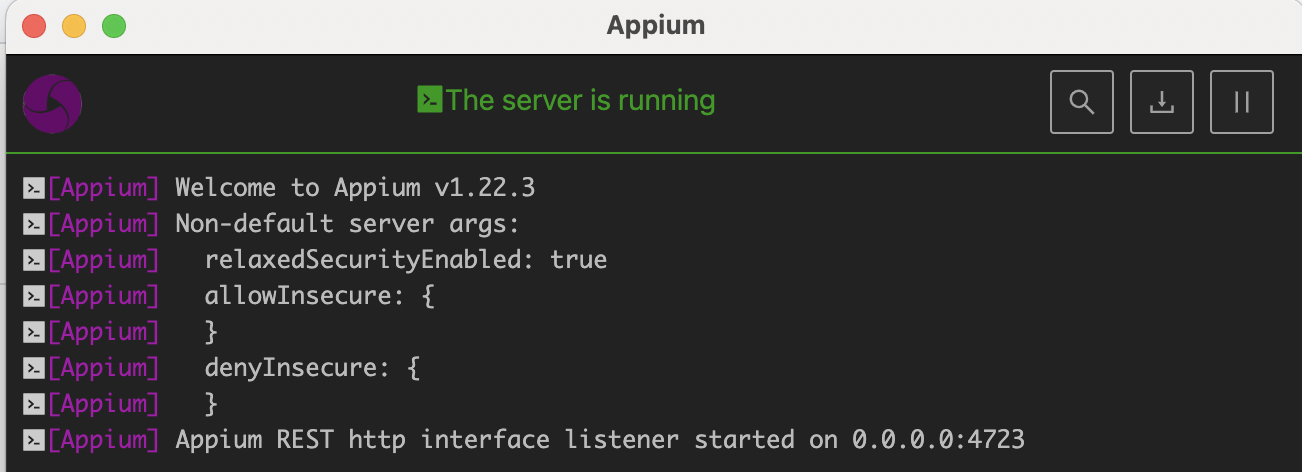 Appium
The server is running
[Appium] Welcome to Appium v1.22.3
[Appium] Non-default server args:
[Appium]   relaxedSecurityEnabled: true
[Appium]   allowInsecure: {
[Appium]   }
[Appium]   denyInsecure: {
[Appium]   }
[Appium] Appium REST http interface listener started on 0.0.0.0:4723